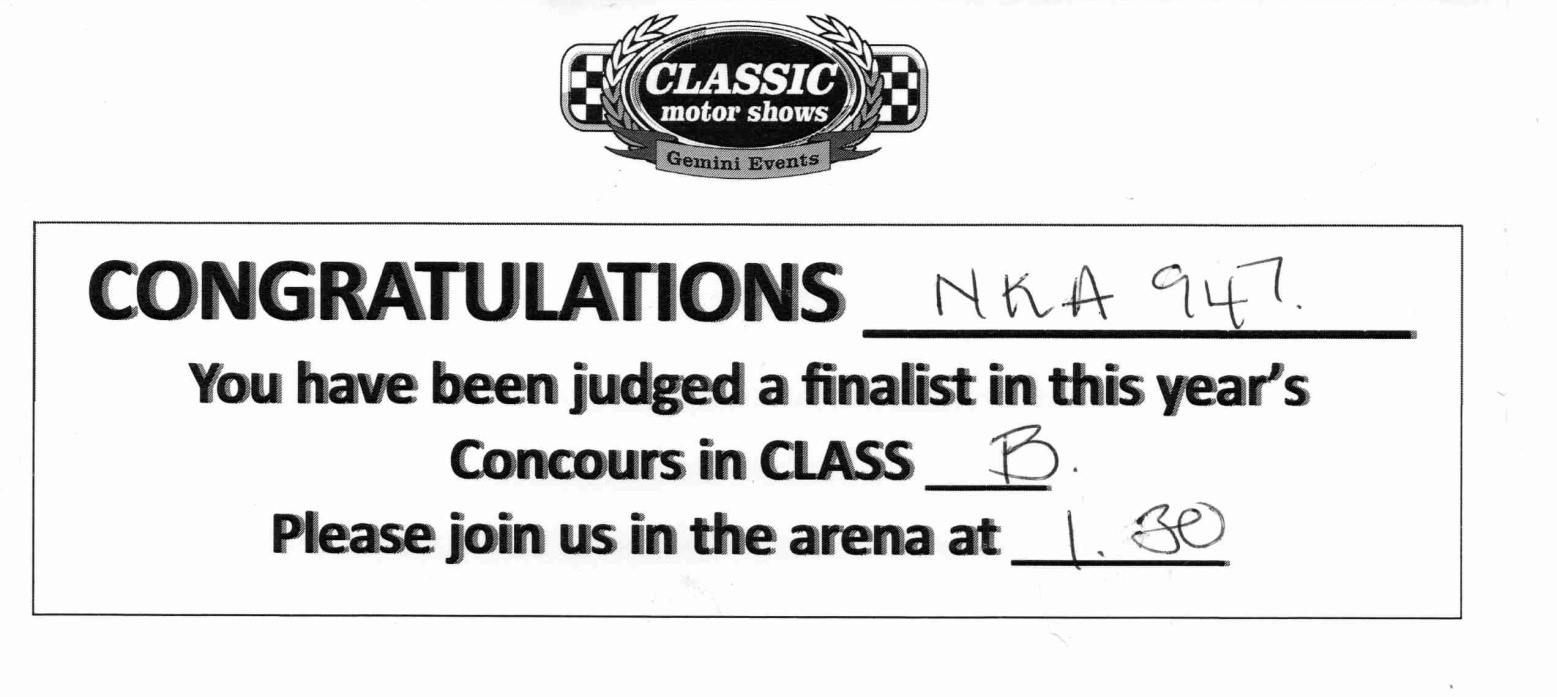 CLASSIC
motor shows
Gemini Events
CONGRATULATIONS NKA 947.
You have been judged a finalist in this year's
Concours in CLASS B.
Please join us in the arena at 1.30